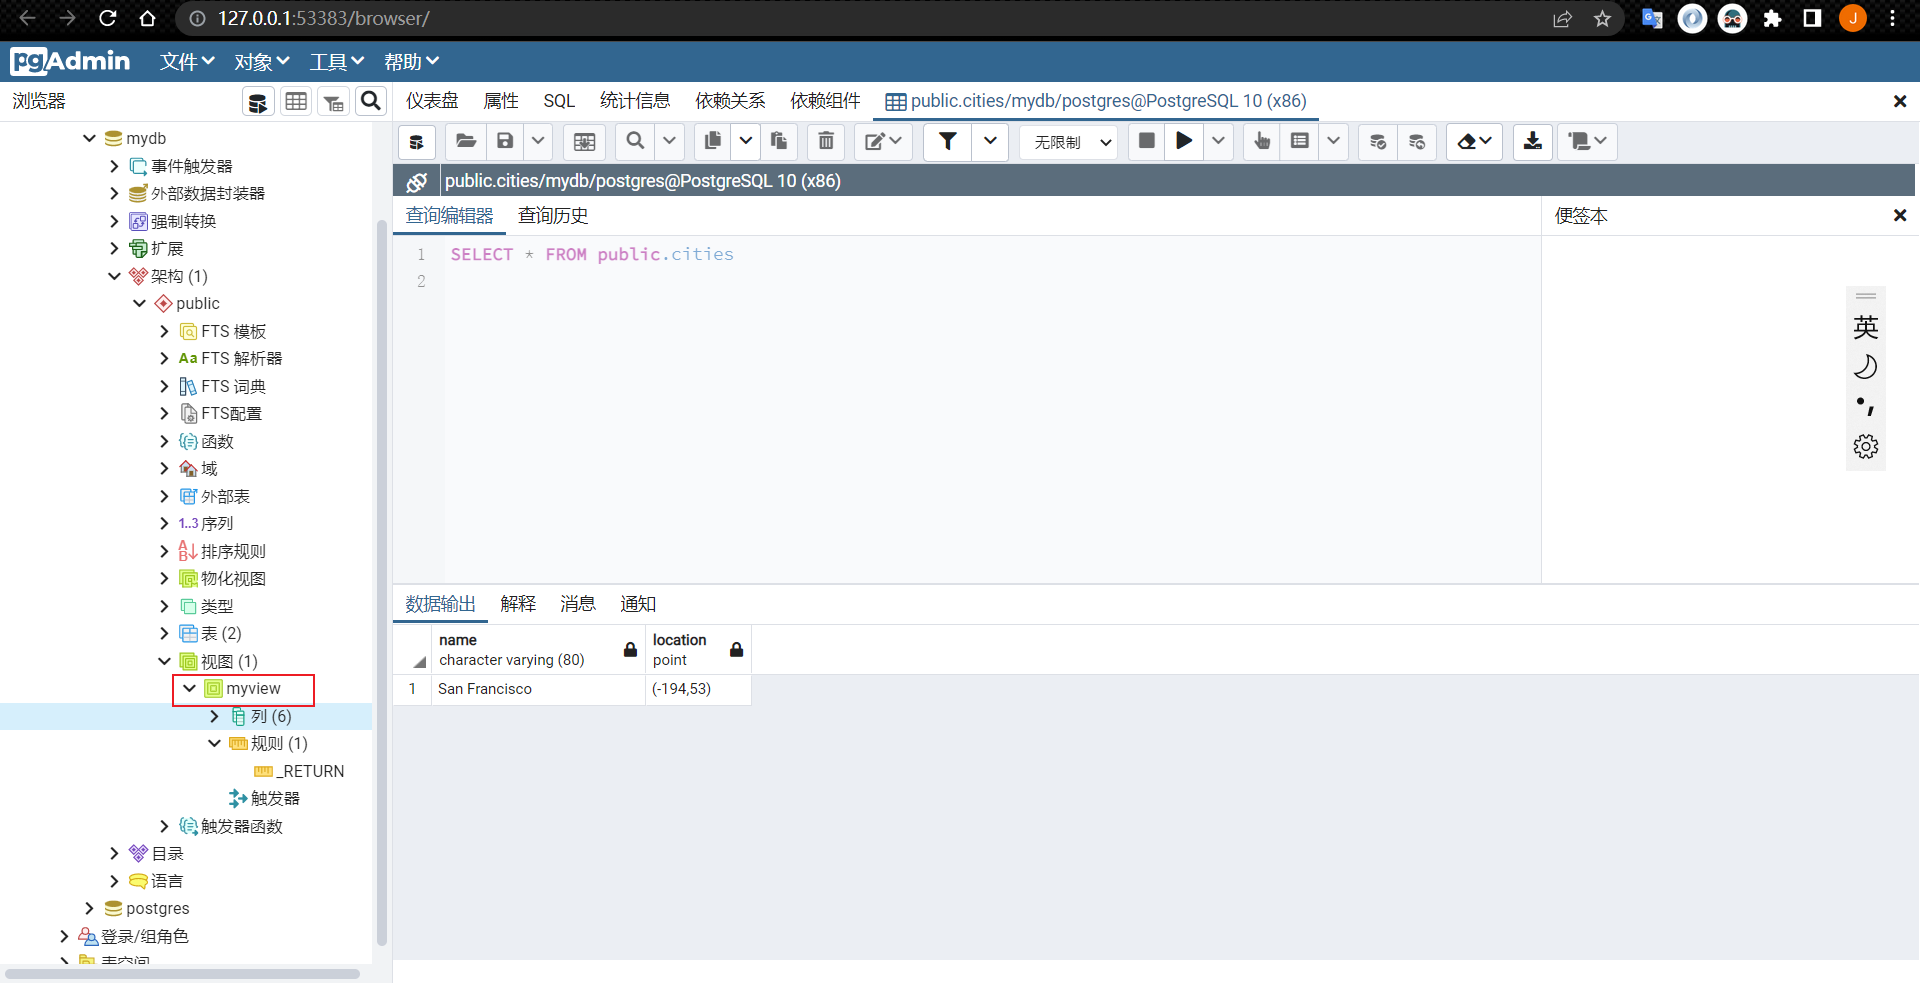 127.0.0.1:53383/browser/
J
pgAdmin 文件 对象 工具 帮助
浏览器
仪表盘 属性 SQL 统计信息 依赖关系 依赖组件 public.cities/mydb/postgres@PostgreSQL 10 (x86)
无限制
public.cities/mydb/postgres@PostgreSQL 10 (x86)
查询编辑器 查询历史
便签本
1 SELECT * FROM public.cities
2
英
mydb
事件触发器
外部数据封装器
强制转换
扩展
架构 (1)
public
FTS 模板
Aa FTS 解析器
FTS 词典
FTS配置
函数
域
外部表
1..3 序列
排序规则
物化视图
类型
表 (2)
视图 (1)
myview
列 (6)
规则 (1)
_RETURN
触发器
触发器函数
目录
语言
postgres
登录/组角色
表空间
数据输出 解释 消息 通知
name location
character varying (80) point
1 San Francisco (-194,53)